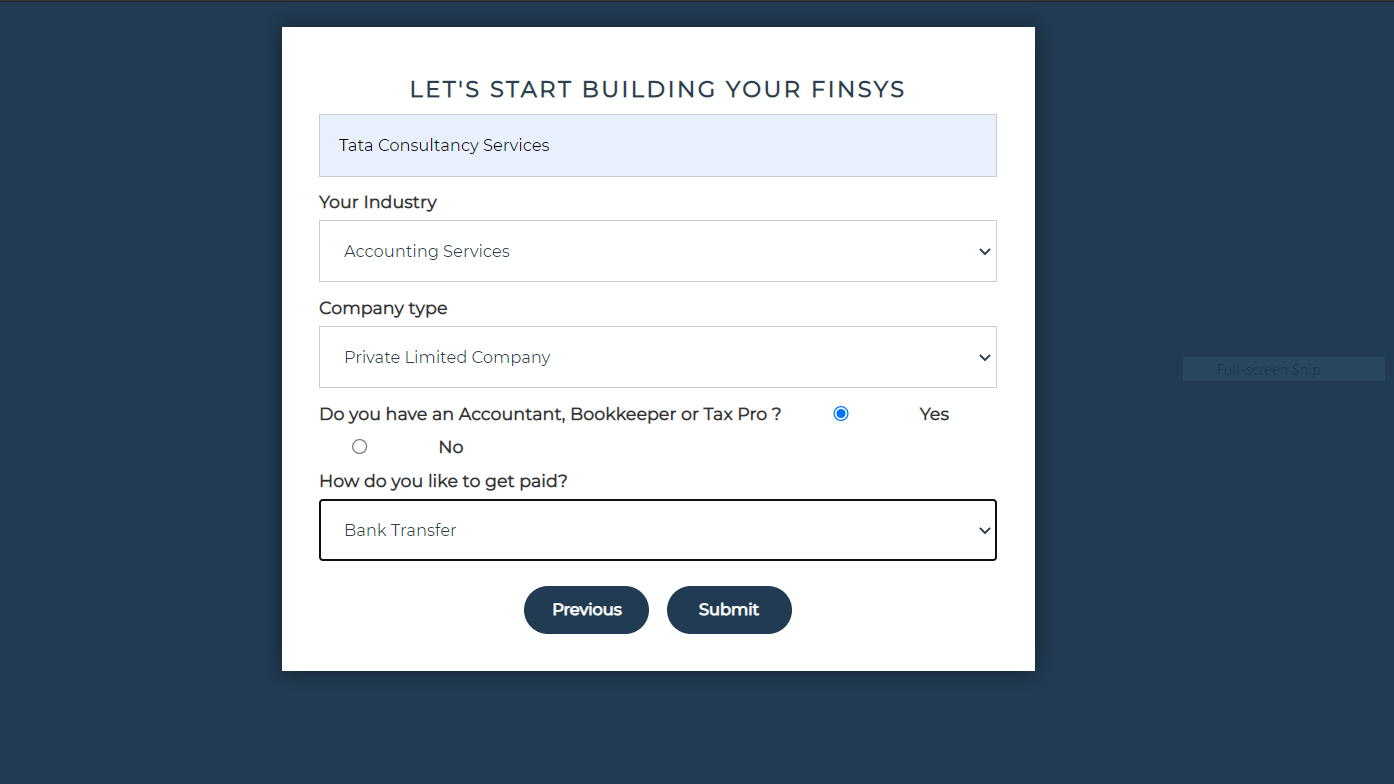 LET'S START BUILDING YOUR FINSYS
Tata Consultancy Services
Your Industry
Accounting Services
Company type
Private Limited Company
Do you have an Accountant, Bookkeeper or Tax Pro ? Yes
No
How do you like to get paid?
Bank Transfer
Previous Submit
Full-screen Snip